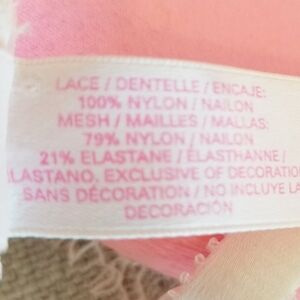 LACE / DENTELLE / ENCAJE:
100% NYLON / NAILON
MESH / MAILLES / MALLAS:
79% NYLON / NAILON
21% ELASTANE / ÉLASTHANNE /
ELASTANO. EXCLUSIVE OF DECORATION
SANS DÉCORATION / NO INCLUYE LA
DECORACIÓN